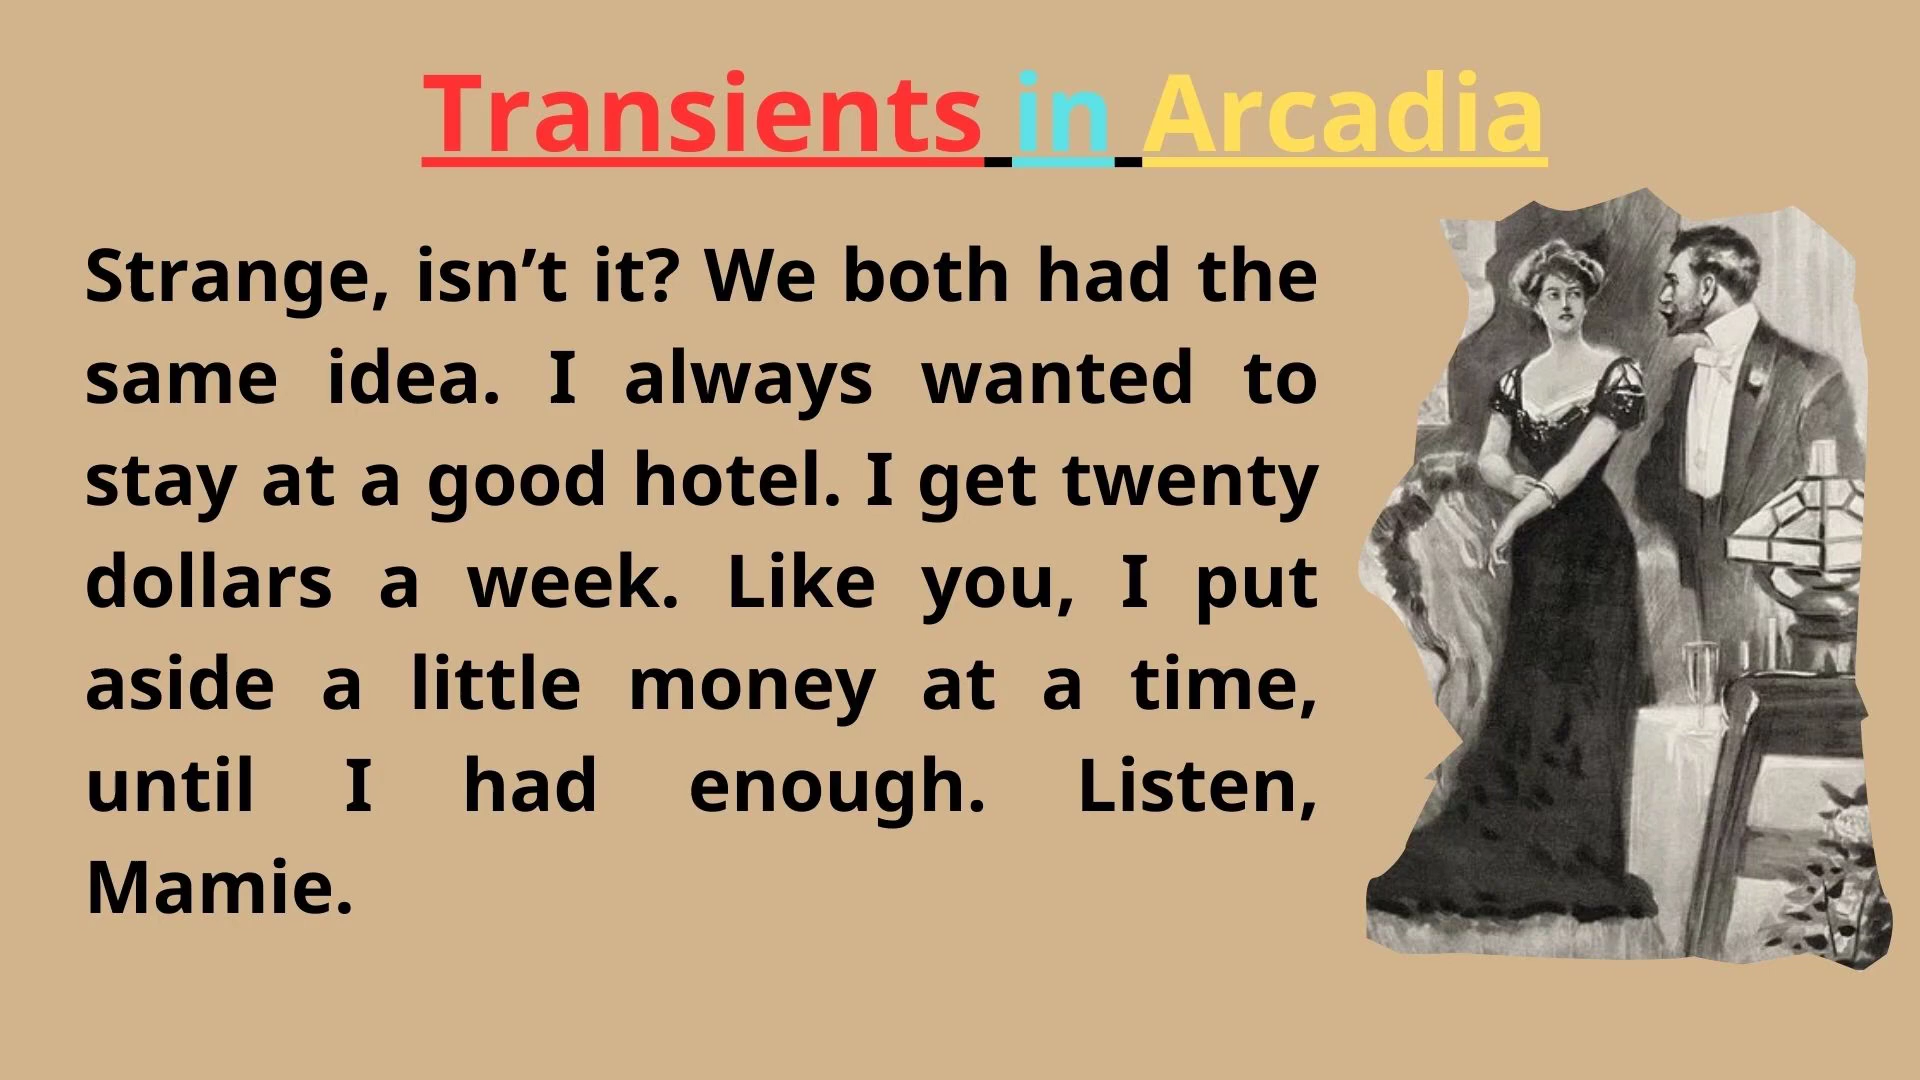 Transients in Arcadia
Strange, isn’t it? We both had the
same idea. I always wanted to
stay at a good hotel. I get twenty
dollars a week. Like you, I put
aside a little money at a time,
until I had enough. Listen,
Mamie.